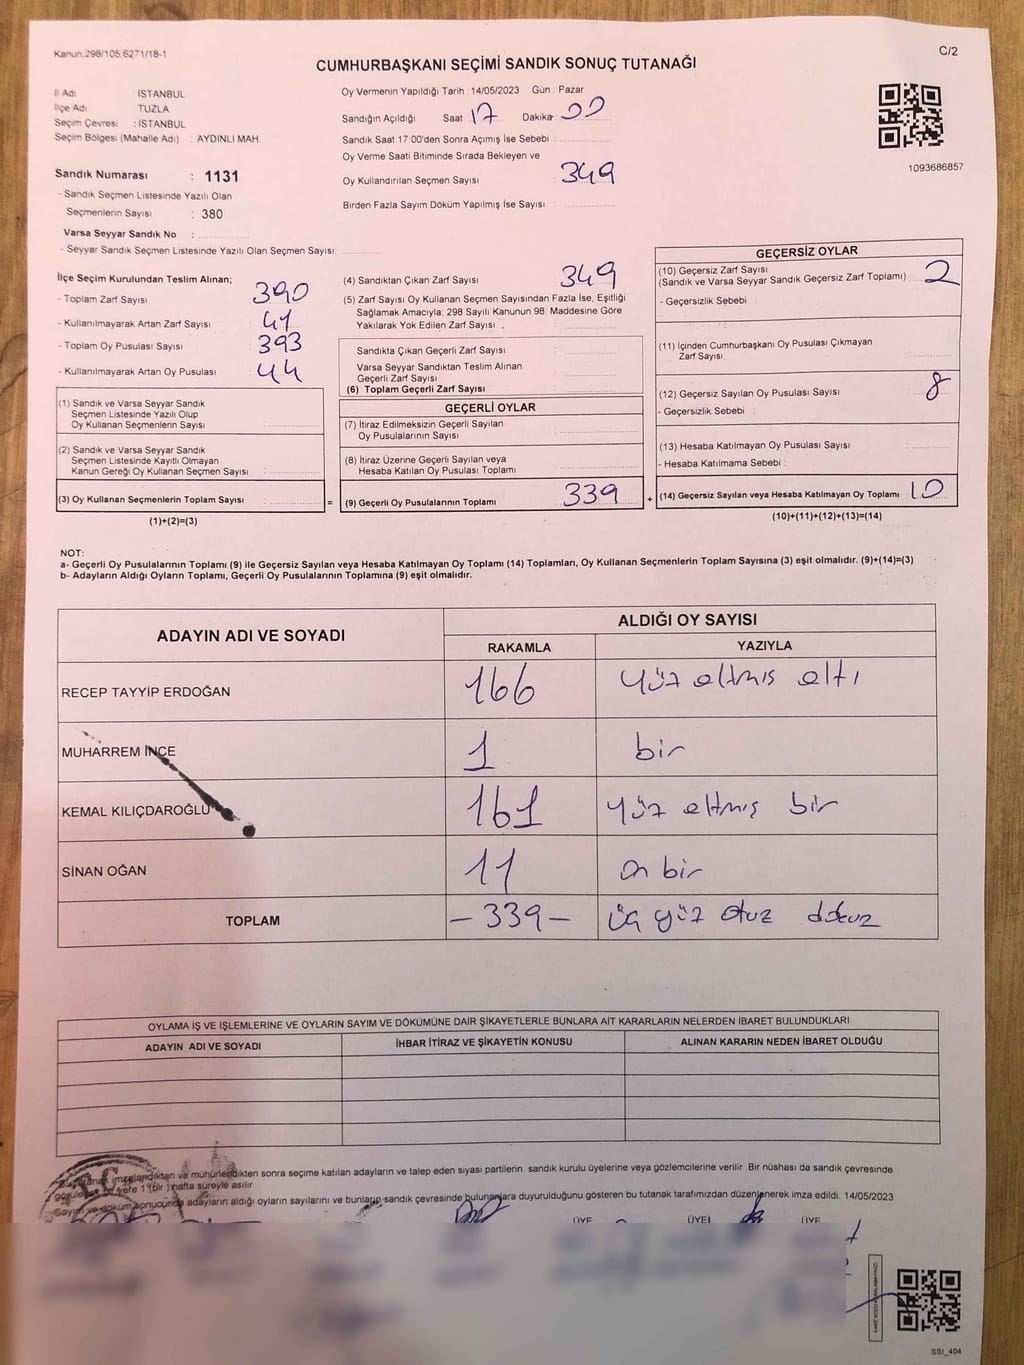 Kanun.298/105,6271/18-1
C/2
CUMHURBAŞKANI SEÇİMİ SANDIK SONUÇ TUTANAĞI
İl Adı : İSTANBUL
İlçe Adı : TUZLA
Seçim Çevresi : İSTANBUL
Seçim Bölgesi (Mahalle Adı) : AYDINLI MAH.
Sandık Numarası : 1131
- Sandık Seçmen Listesinde Yazılı Olan
Seçmenlerin Sayısı : 380
Varsa Seyyar Sandık No :
- Seyyar Sandık Seçmen Listesinde Yazılı Olan Seçmen Sayısı:
Oy Vermenin Yapıldığı Tarih : 14/05/2023 Gün : Pazar
Sandığın Açıldığı Saat 17 Dakika 00
Sandık Saat 17:00'den Sonra Açımış İse Sebebi :
Oy Verme Saati Bitiminde Sırada Bekleyen ve
Oy Kullandırılan Seçmen Sayısı : 349
Birden Fazla Sayım Döküm Yapılmış İse Sayısı :
1093686857
İlçe Seçim Kurulundan Teslim Alınan;
- Toplam Zarf Sayısı : 390
- Kullanılmayarak Artan Zarf Sayısı : 41
- Toplam Oy Pusulası Sayısı : 393
- Kullanılmayarak Artan Oy Pusulası : 44
(1) Sandık ve Varsa Seyyar Sandık
Seçmen Listesinde Yazılı Olup
Oy Kullanan Seçmenlerin Sayısı :
(2) Sandık ve Varsa Seyyar Sandık
Seçmen Listesinde Kayıtlı Olmayan
Kanun Gereği Oy Kullanan Seçmen Sayısı :
(3) Oy Kullanan Seçmenlerin Toplam Sayısı :
(1)+(2)=(3)
(4) Sandıktan Çıkan Zarf Sayısı : 349
(5) Zarf Sayısı Oy Kullanan Seçmen Sayısından Fazla İse, Eşitliği
Sağlamak Amacıyla; 298 Sayılı Kanunun 98. Maddesine Göre
Yakılarak Yok Edilen Zarf Sayısı :
Sandıkta Çıkan Geçerli Zarf Sayısı :
Varsa Seyyar Sandıktan Teslim Alınan
Geçerli Zarf Sayısı :
(6) Toplam Geçerli Zarf Sayısı :
GEÇERLİ OYLAR
(7) İtiraz Edilmeksizin Geçerli Sayılan
Oy Pusulalarının Sayısı :
(8) İtiraz Üzerine Geçerli Sayılan veya
Hesaba Katılan Oy Pusulası Toplamı :
= (9) Geçerli Oy Pusulalarının Toplamı : 339
GEÇERSİZ OYLAR
(10) Geçersiz Zarf Sayısı
(Sandık ve Varsa Seyyar Sandık Geçersiz Zarf Toplamı) : 2
- Geçersizlik Sebebi :
(11) İçinden Cumhurbaşkanı Oy Pusulası Çıkmayan
Zarf Sayısı :
(12) Geçersiz Sayılan Oy Pusulası Sayısı : 8
- Geçersizlik Sebebi :
(13) Hesaba Katılmayan Oy Pusulası Sayısı :
- Hesaba Katılmama Sebebi :
+ (14) Geçersiz Sayılan veya Hesaba Katılmayan Oy Toplamı : 10
(10)+(11)+(12)+(13)=(14)
NOT:
a- Geçerli Oy Pusulalarının Toplamı (9) ile Geçersiz Sayılan veya Hesaba Katılmayan Oy Toplamı (14) Toplamları, Oy Kullanan Seçmenlerin Toplam Sayısına (3) eşit olmalıdır. (9)+(14)=(3)
b- Adayların Aldığı Oyların Toplamı, Geçerli Oy Pusulalarının Toplamına (9) eşit olmalıdır.
ADAYIN ADI VE SOYADI
ALDIĞI OY SAYISI
RAKAMLA YAZIYLA
RECEP TAYYİP ERDOĞAN 166 yüz altmış altı
MUHARREM İNCE 1 bir
KEMAL KILIÇDAROĞLU 161 yüz altmış bir
SİNAN OĞAN 11 on bir
TOPLAM -339- üç yüz otuz dokuz
OYLAMA İŞ VE İŞLEMLERİNE VE OYLARIN SAYIM VE DÖKÜMÜNE DAİR ŞİKAYETLERLE BUNLARA AİT KARARLARIN NELERDEN İBARET BULUNDUKLARI
ADAYIN ADI VE SOYADI İHBAR İTİRAZ VE ŞİKAYETİN KONUSU ALINAN KARARIN NEDEN İBARET OLDUĞU
imzalandıktan ve mühürlendikten sonra seçime katılan adayların ve talep eden siyasi partilerin sandık kurulu üyelerine veya gözlemcilerine verilir. Bir nüshası da sandık çevresinde
görülecek bir yere 1 (bir) hafta süreyle asılır
Sayım ve döküm sonucunda adayların aldığı oyların sayılarını ve bunların sandık çevresinde bulunanlara duyurulduğunu gösteren bu tutanak tarafımızdan düzenlenerek imza edildi. 14/05/2023
ÜYE ÜYE ÜYE
SSI_404